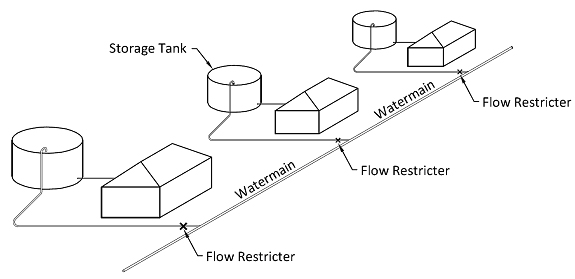 Storage Tank
Watermain
Flow Restricter
Flow Restricter
Watermain
Flow Restricter